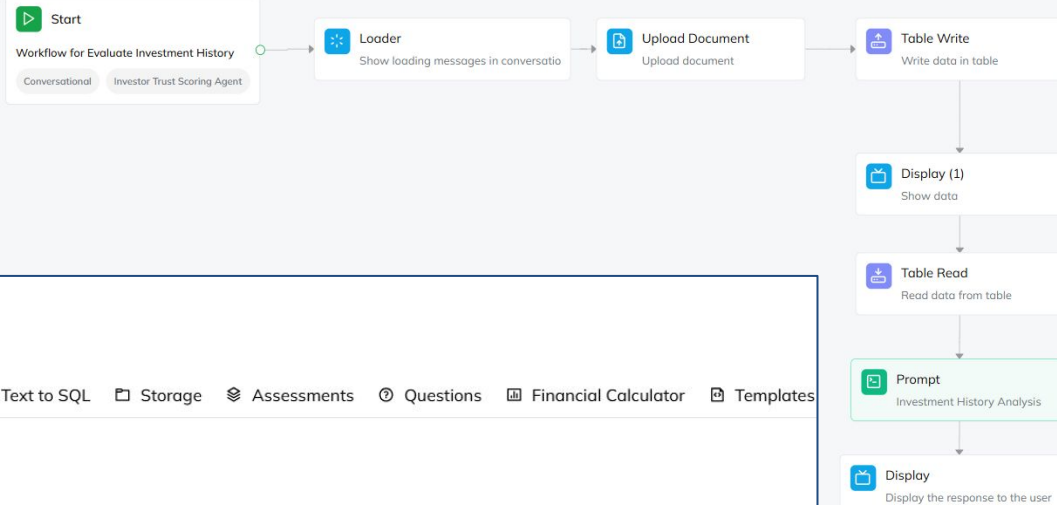 Start
Workflow for Evaluate Investment History
Conversational
Investor Trust Scoring Agent
Loader
Show loading messages in conversatio
Upload Document
Upload document
Table Write
Write data in table
Display (1)
Show data
Table Read
Read data from table
Prompt
Investment History Analysis
Display
Display the response to the user
Text to SQL Storage Assessments Questions Financial Calculator Templates